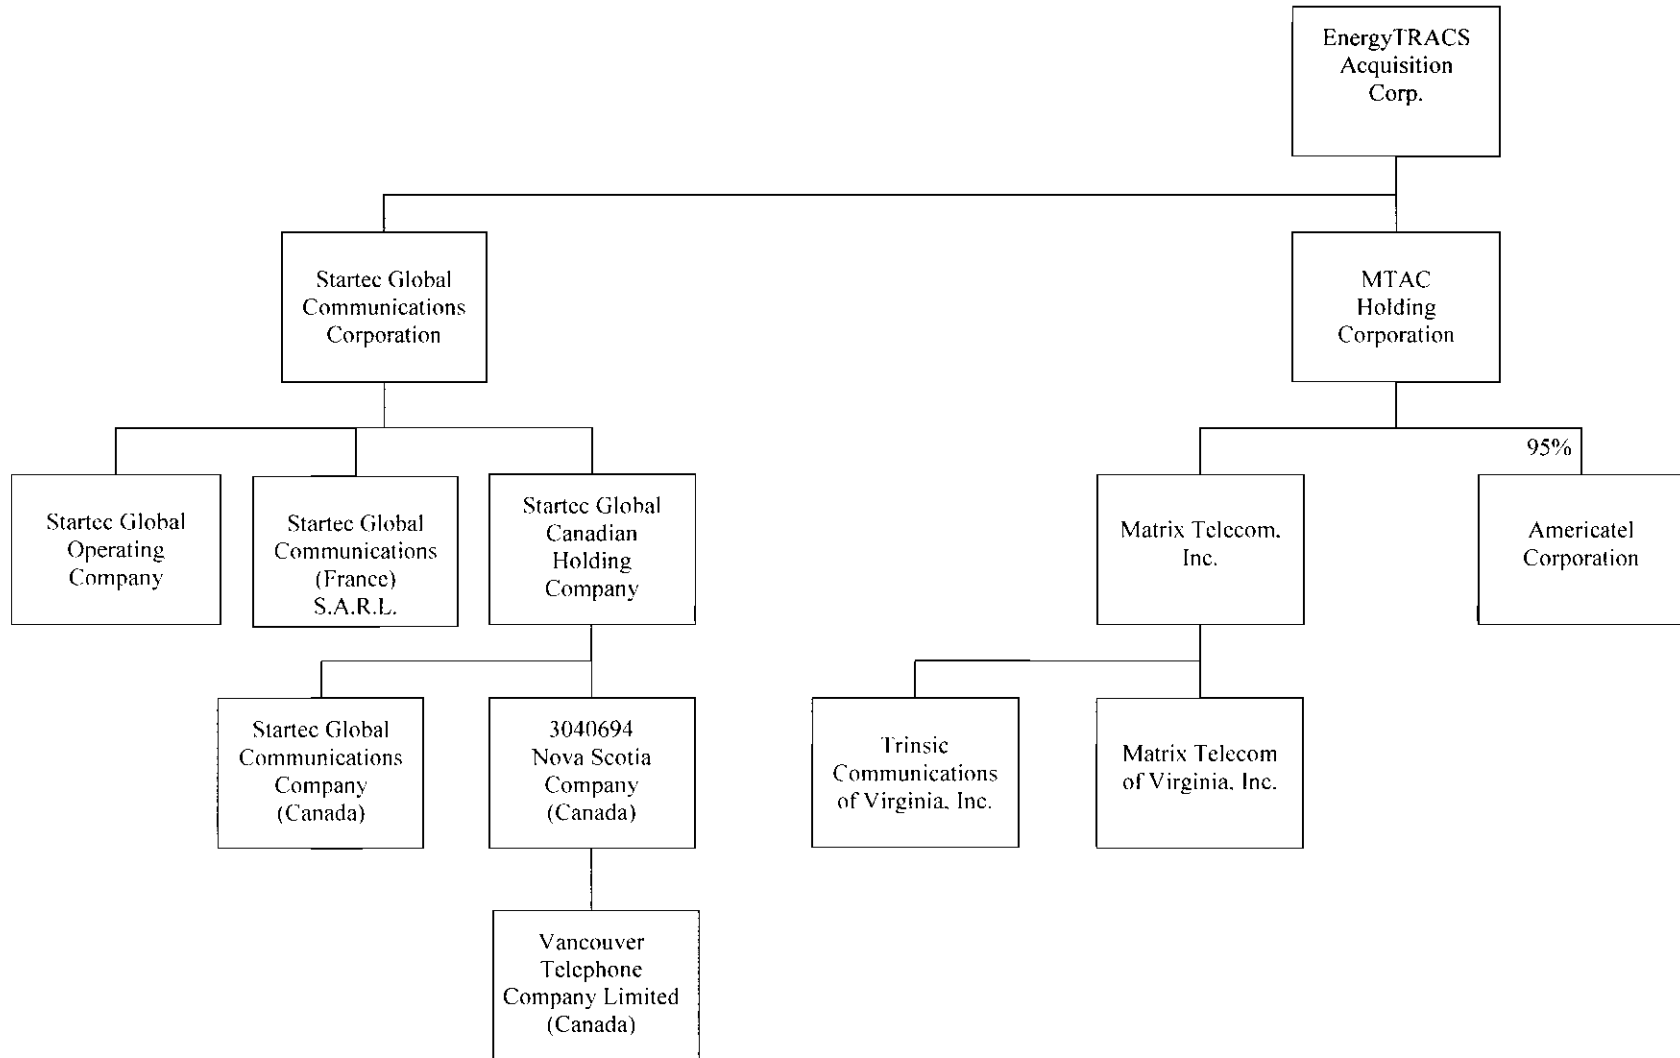 EnergyTRACS
Acquisition
Corp.
Startec Global
Communications
Corporation
MTAC
Holding
Corporation
95%
Startec Global
Operating
Company
Startec Global
Communications
(France)
S.A.R.L.
Startec Global
Canadian
Holding
Company
Matrix Telecom,
Inc.
Americatel
Corporation
Startec Global
Communications
Company
(Canada)
3040694
Nova Scotia
Company
(Canada)
Trinsic
Communications
of Virginia, Inc.
Matrix Telecom
of Virginia, Inc.
Vancouver
Telephone
Company Limited
(Canada)